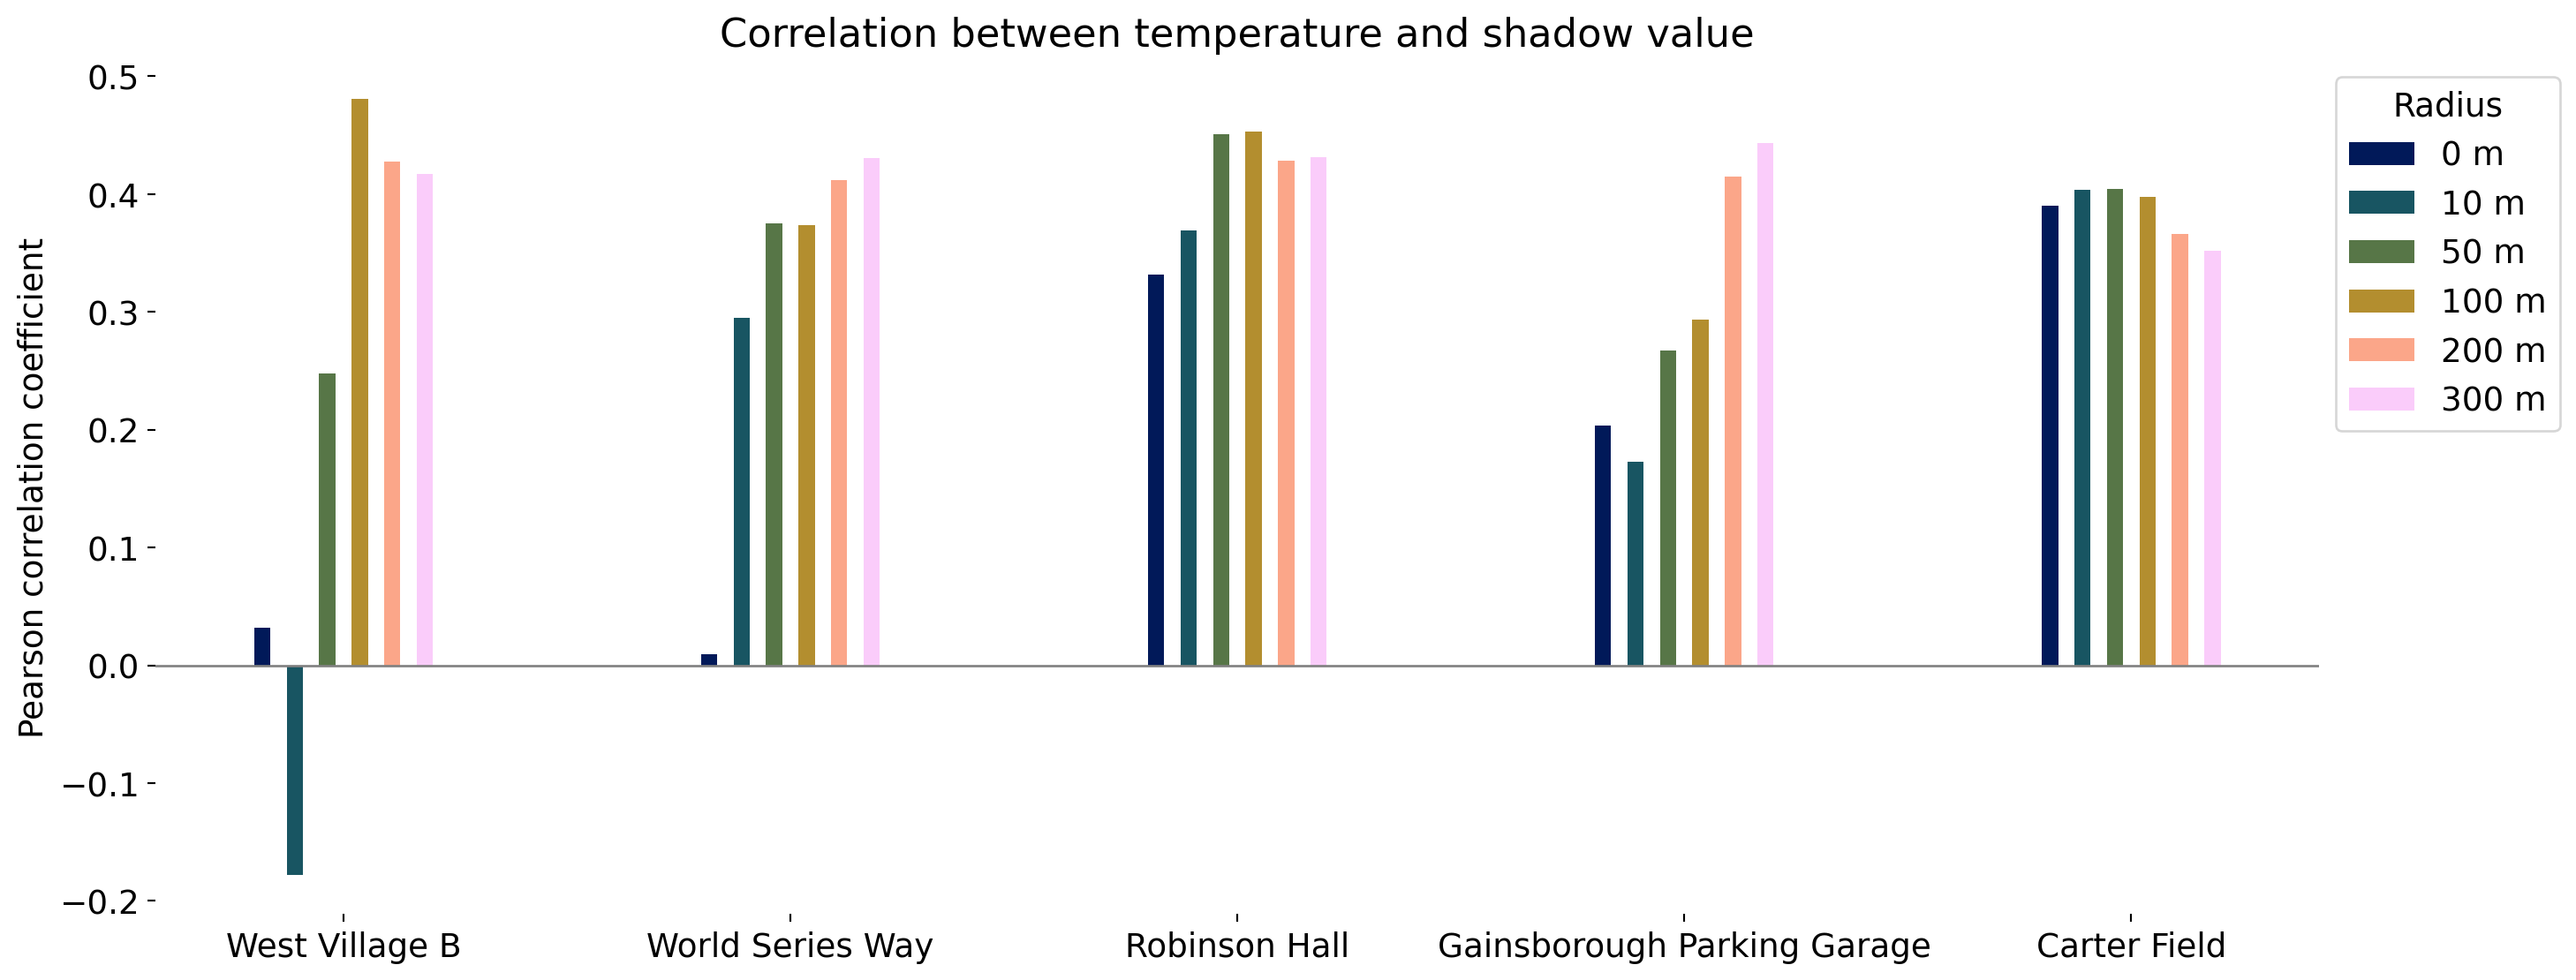 Correlation between temperature and shadow value
Pearson correlation coefficient
0.5
0.4
0.3
0.2
0.1
0.0
−0.1
−0.2
West Village B
World Series Way
Robinson Hall
Gainsborough Parking Garage
Carter Field
Radius
0 m
10 m
50 m
100 m
200 m
300 m